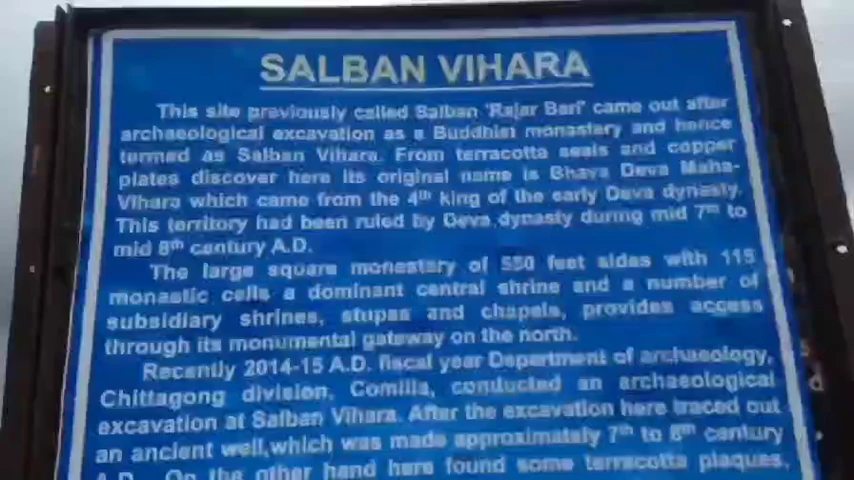 SALBAN VIHARA
This site previously called Salban 'Rajar Bari' came out after
archaeological excavation as a Buddhist monastery and hence
termed as Salban Vihara. From terracotta seals and copper
plates discover here its original name is Bhava Deva Maha-
Vihara which came from the 4th king of the early Deva dynasty.
This territory had been ruled by Deva dynasty during mid 7th to
mid 8th century A.D.
The large square monastery of 550 feet sides with 115
monastic cells a dominant central shrine and a number of
subsidiary shrines, stupas and chapels, provides access
through its monumental gateway on the north.
Recently 2014-15 A.D. fiscal year Department of archaeology,
Chittagong division, Comilla, conducted an archaeological
excavation at Salban Vihara. After the excavation here traced out
an ancient well,which was made approximately 7th to 8th century
A.D. On the other hand here found some terracotta plaques,